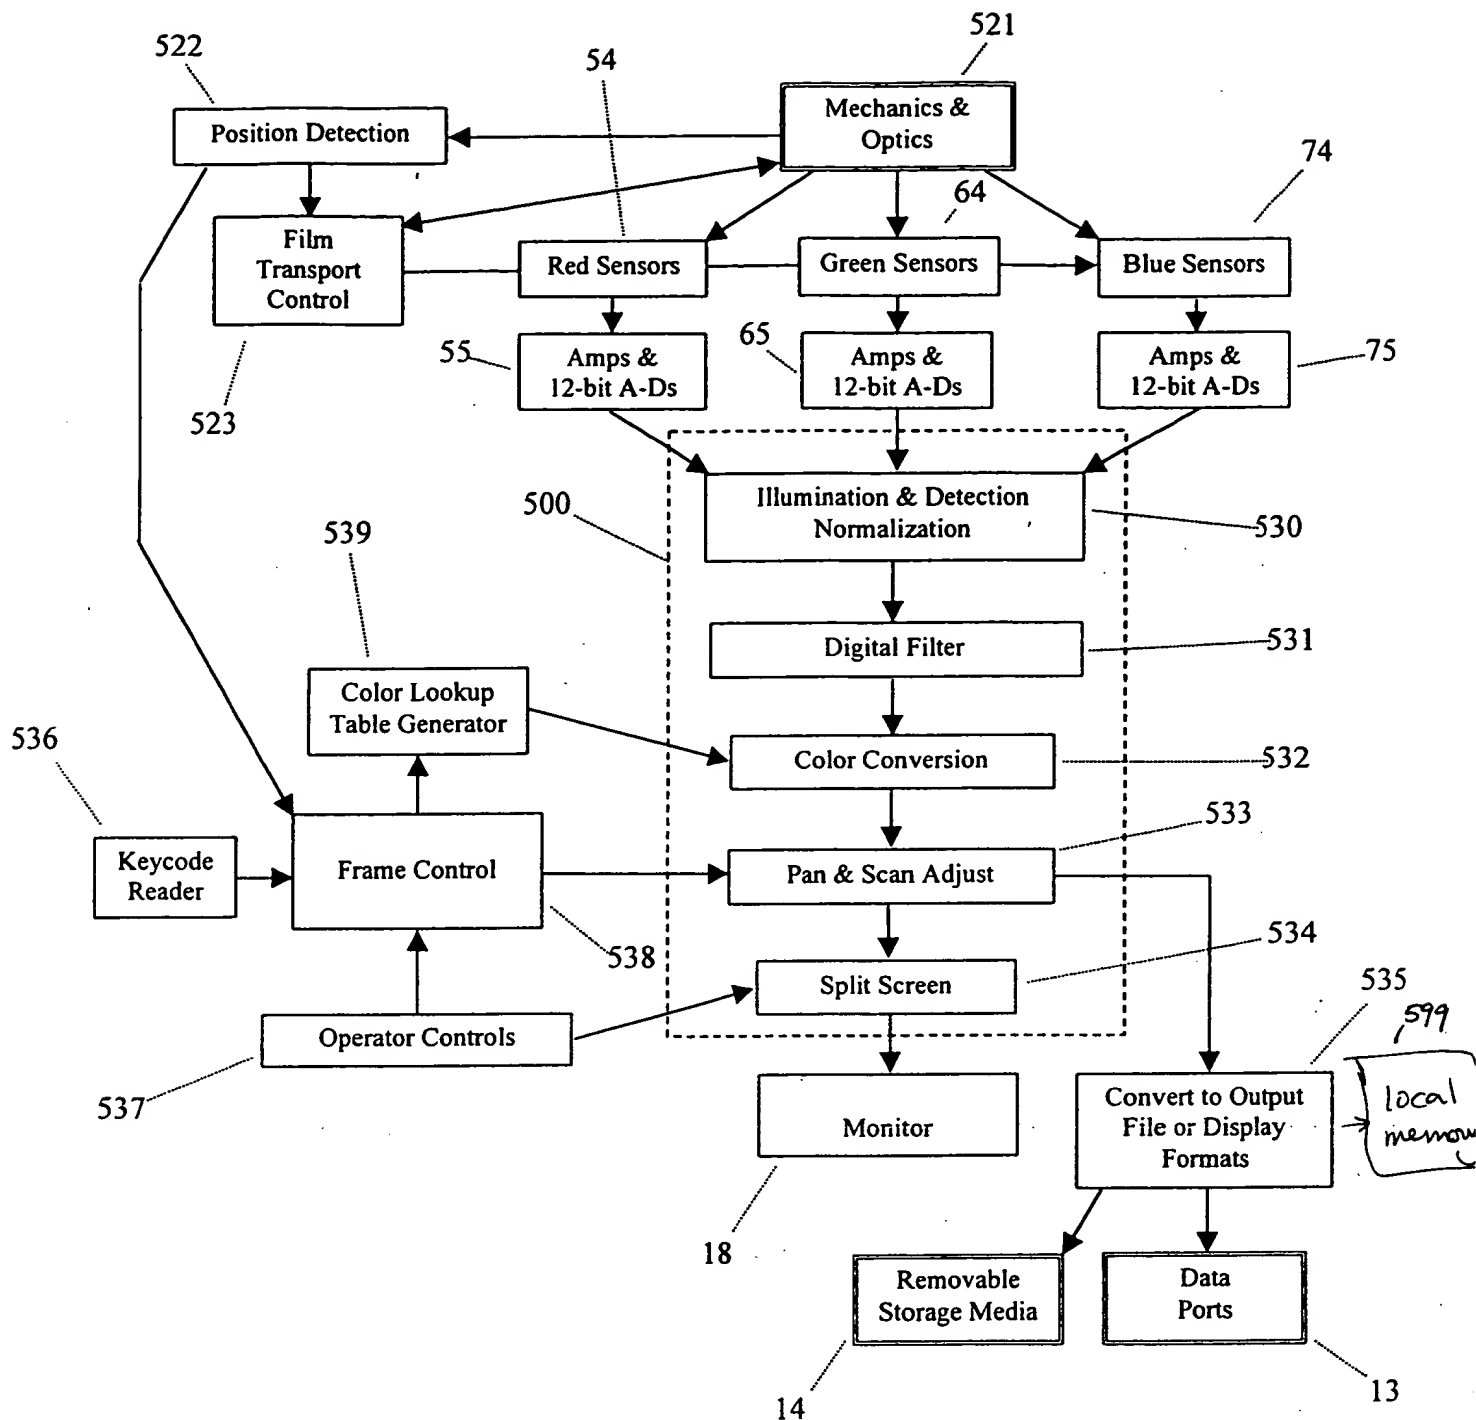 521
522
54
Mechanics &
Optics
Position Detection
74
64
Film
Transport
Control
Red Sensors
Green Sensors
Blue Sensors
55
Amps &
12-bit A-Ds
65
Amps &
12-bit A-Ds
Amps &
12-bit A-Ds
75
523
500
Illumination & Detection
Normalization
530
539
Digital Filter
531
Color Lookup
Table Generator
536
Color Conversion
532
533
Keycode
Reader
Frame Control
Pan & Scan Adjust
538
534
Split Screen
535
599
Operator Controls
537
Monitor
Convert to Output
File or Display
Formats
local
memory
18
Removable
Storage Media
Data
Ports
14
13